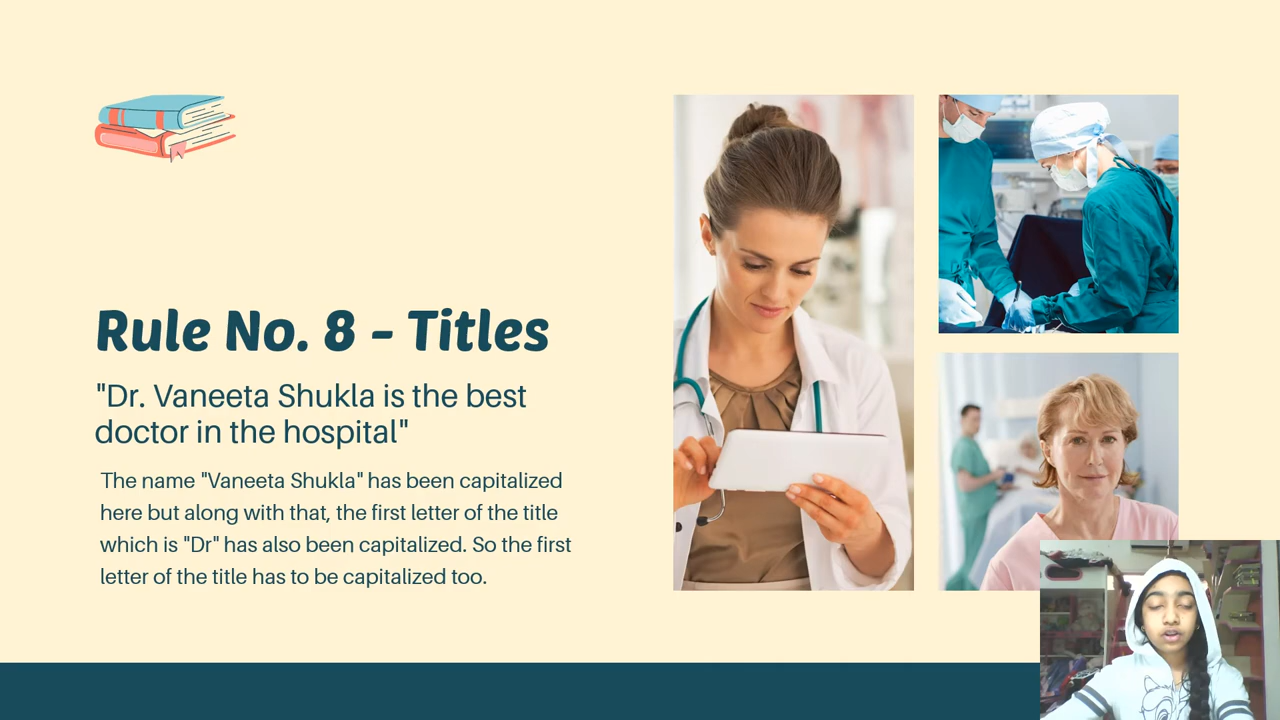 Rule No. 8 - Titles
"Dr. Vaneeta Shukla is the best
doctor in the hospital"
The name "Vaneeta Shukla" has been capitalized
here but along with that, the first letter of the title
which is "Dr" has also been capitalized. So the first
letter of the title has to be capitalized too.